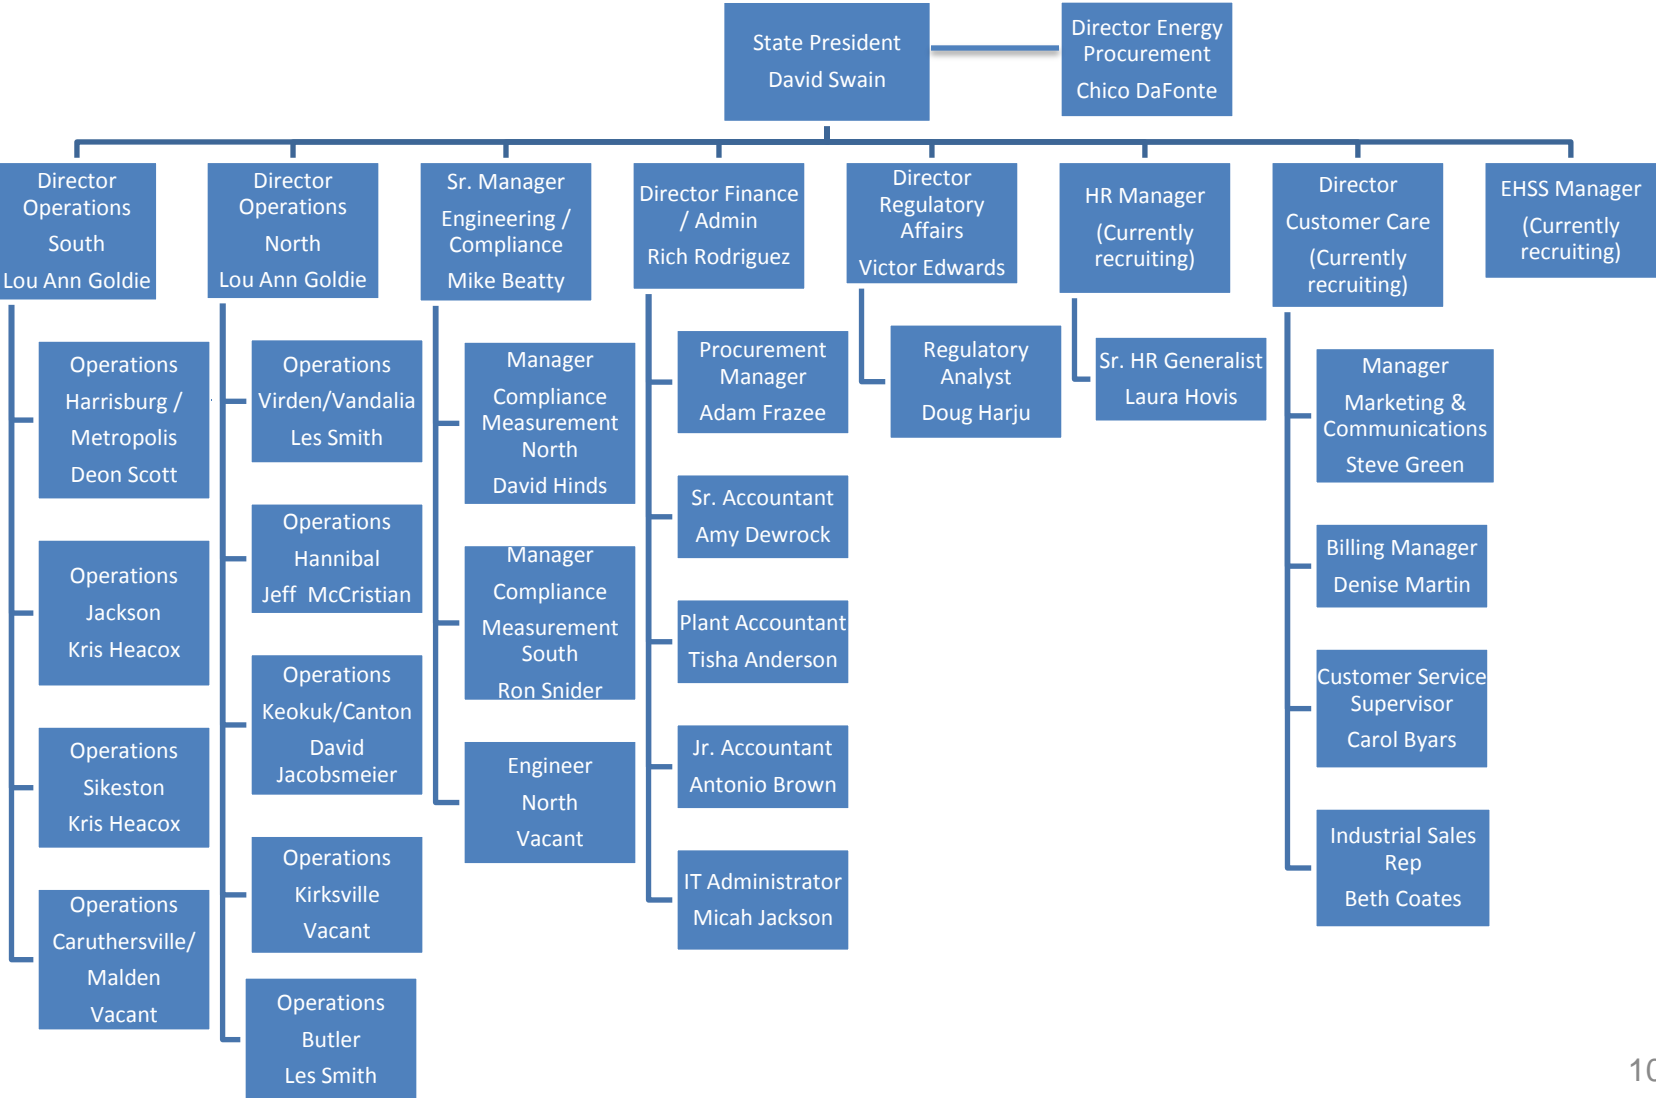 State President
David Swain
Director Energy
Procurement
Chico DaFonte
Director
Operations
South
Lou Ann Goldie
Director
Operations
North
Lou Ann Goldie
Sr. Manager
Engineering /
Compliance
Mike Beatty
Director Finance
/ Admin
Rich Rodriguez
Director
Regulatory
Affairs
Victor Edwards
HR Manager
(Currently
recruiting)
Director
Customer Care
(Currently
recruiting)
EHSS Manager
(Currently
recruiting)
Operations
Harrisburg /
Metropolis
Deon Scott
Operations
Jackson
Kris Heacox
Operations
Sikeston
Kris Heacox
Operations
Caruthersville/
Malden
Vacant
Operations
Virden/Vandalia
Les Smith
Operations
Hannibal
Jeff  McCristian
Operations
Keokuk/Canton
David
Jacobsmeier
Operations
Kirksville
Vacant
Operations
Butler
Les Smith
Manager
Compliance
Measurement
North
David Hinds
Manager
Compliance
Measurement
South
Ron Snider
Engineer
North
Vacant
Procurement
Manager
Adam Frazee
Sr. Accountant
Amy Dewrock
Plant Accountant
Tisha Anderson
Jr. Accountant
Antonio Brown
IT Administrator
Micah Jackson
Regulatory
Analyst
Doug Harju
Sr. HR Generalist
Laura Hovis
Manager
Marketing &
Communications
Steve Green
Billing Manager
Denise Martin
Customer Service
Supervisor
Carol Byars
Industrial Sales
Rep
Beth Coates
10